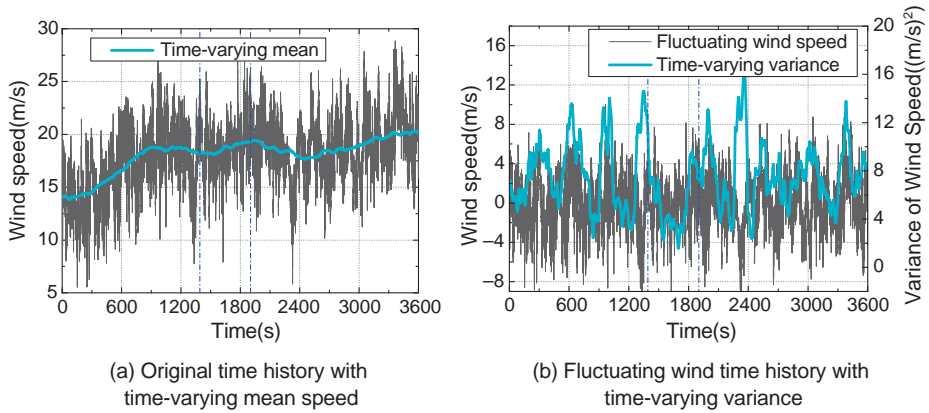 30
25
20
15
10
5
Wind speed(m/s)
Time-varying mean
0 600 1200 1800 2400 3000 3600
Time(s)
(a) Original time history with
time-varying mean speed
16
12
8
4
0
−4
−8
Wind speed(m/s)
Fluctuating wind speed
Time-varying variance
20
16
12
8
4
0
Variance of Wind Speed((m/s)²)
0 600 1200 1800 2400 3000 3600
Time(s)
(b) Fluctuating wind time history with
time-varying variance